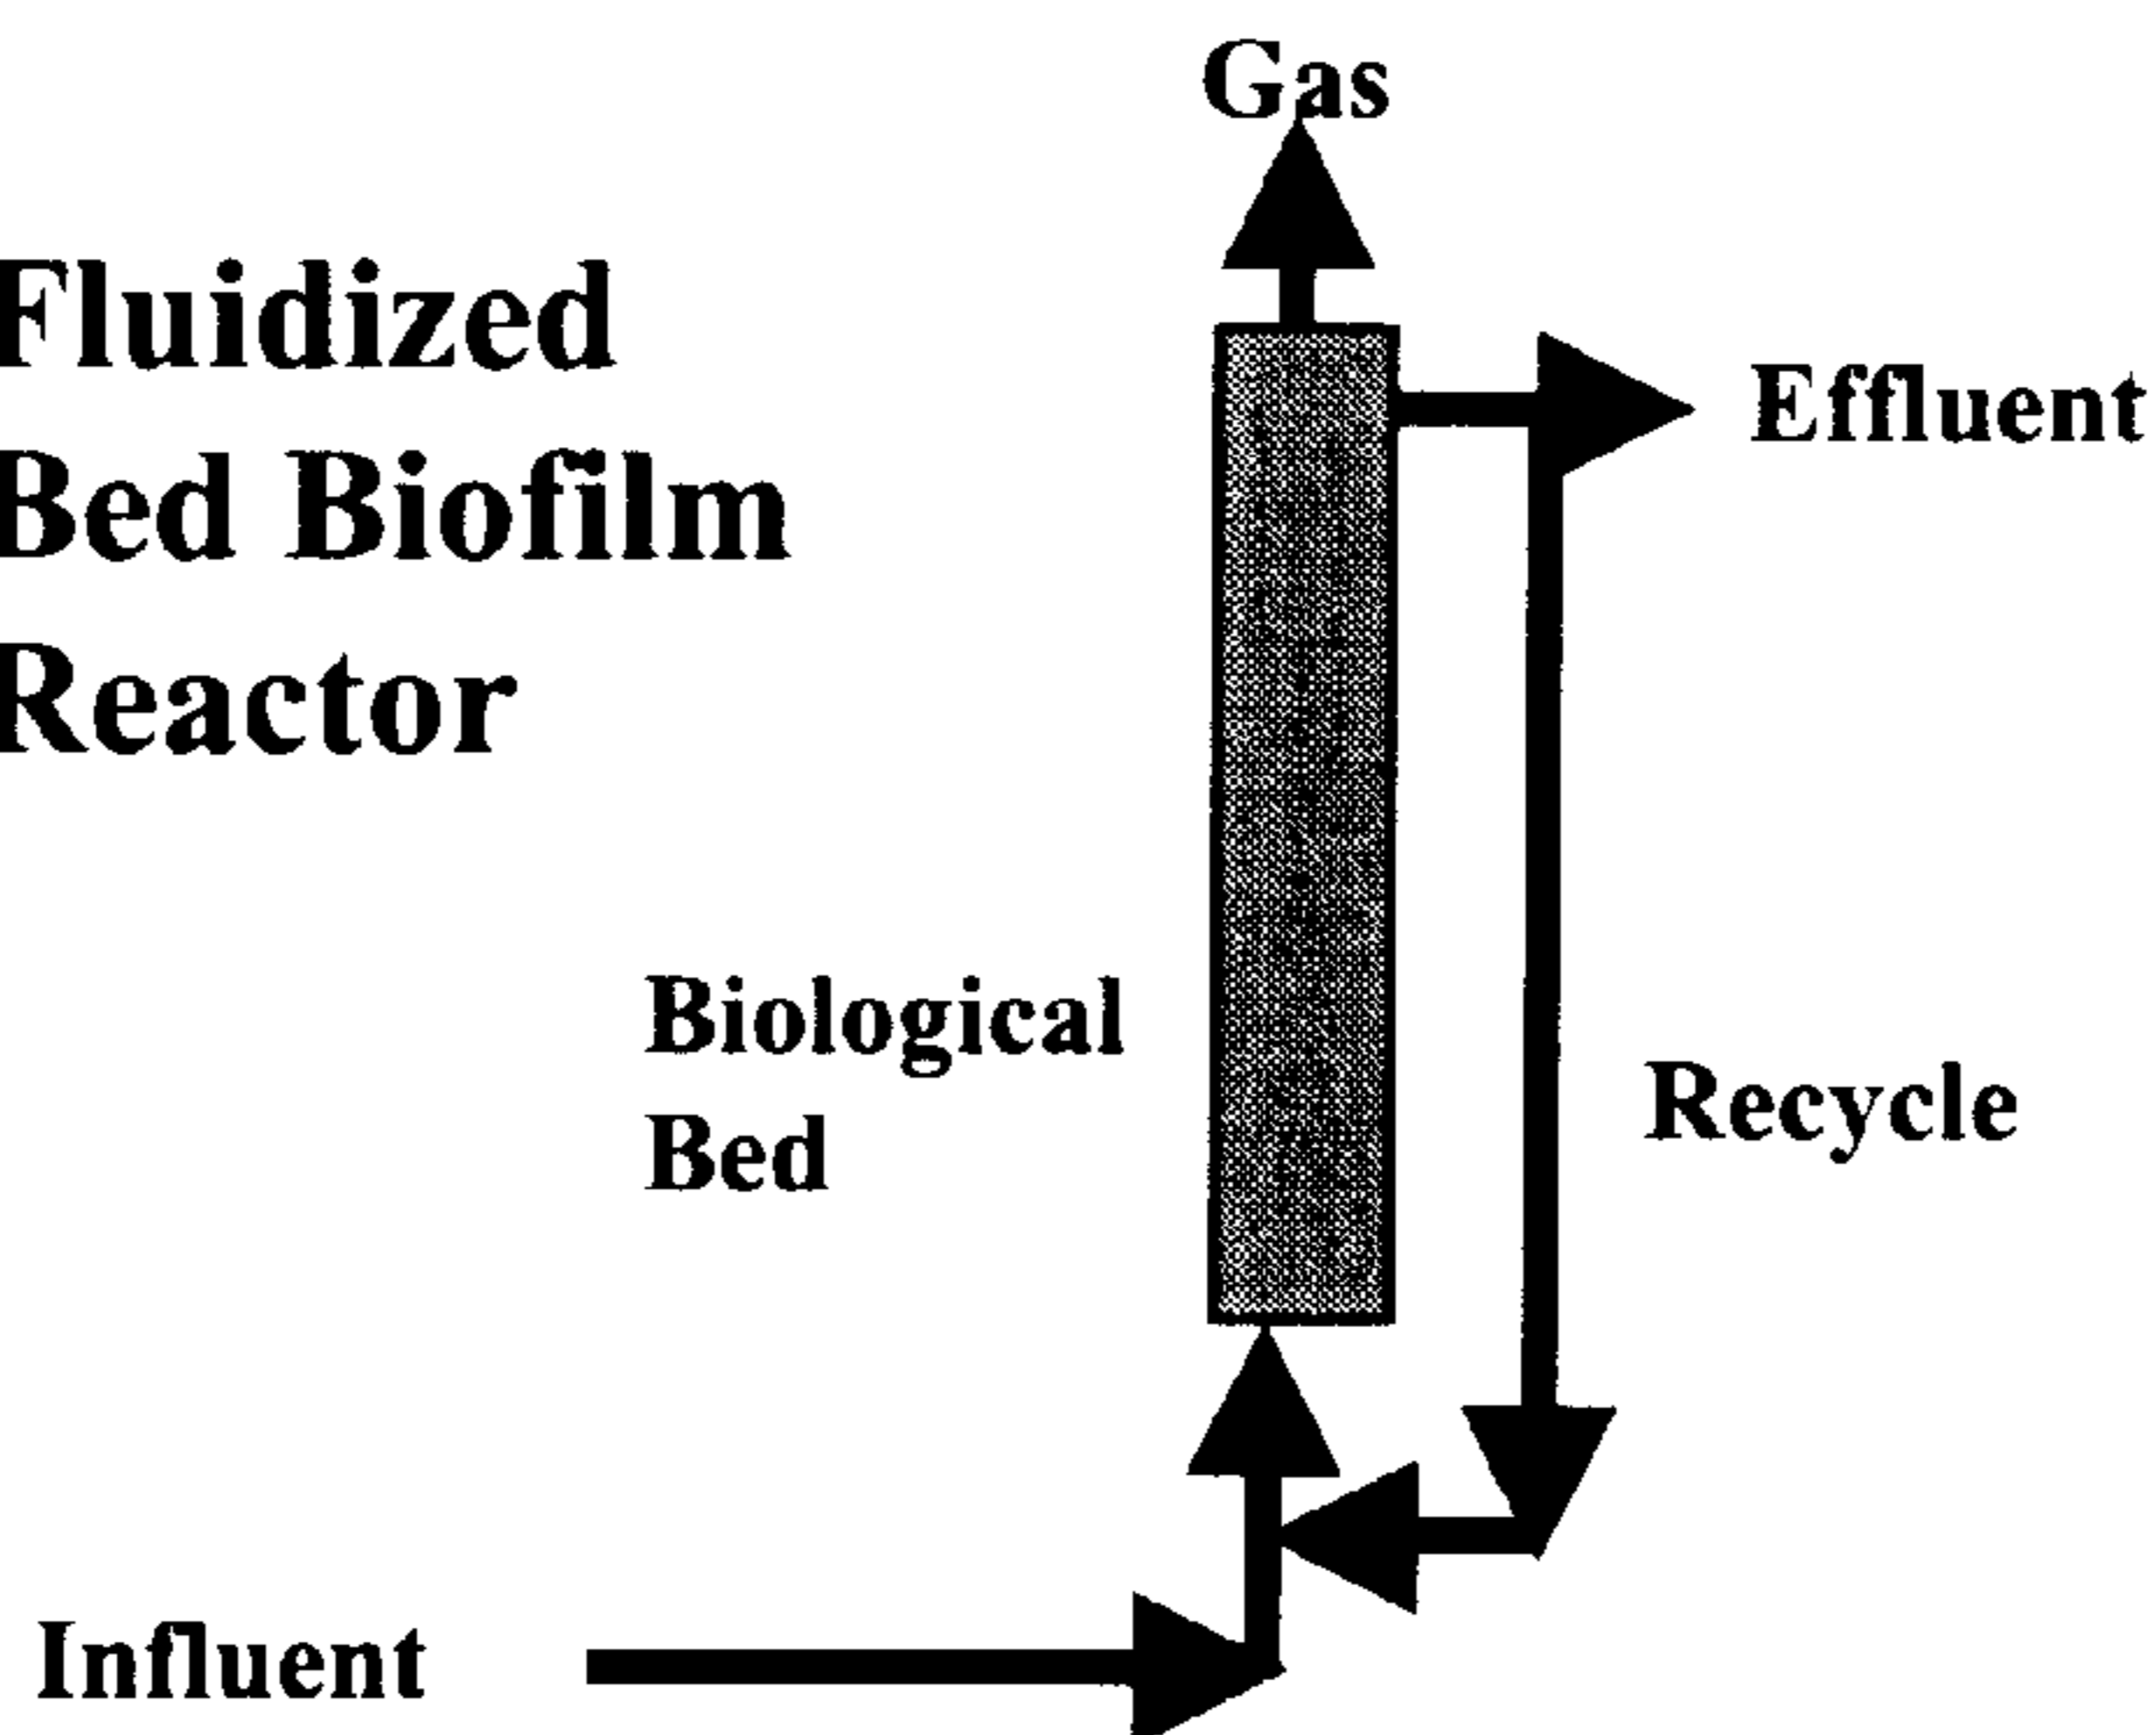 Gas
Fluidized
Bed Biofilm
Reactor
Effluent
Biological
Bed
Recycle
Influent